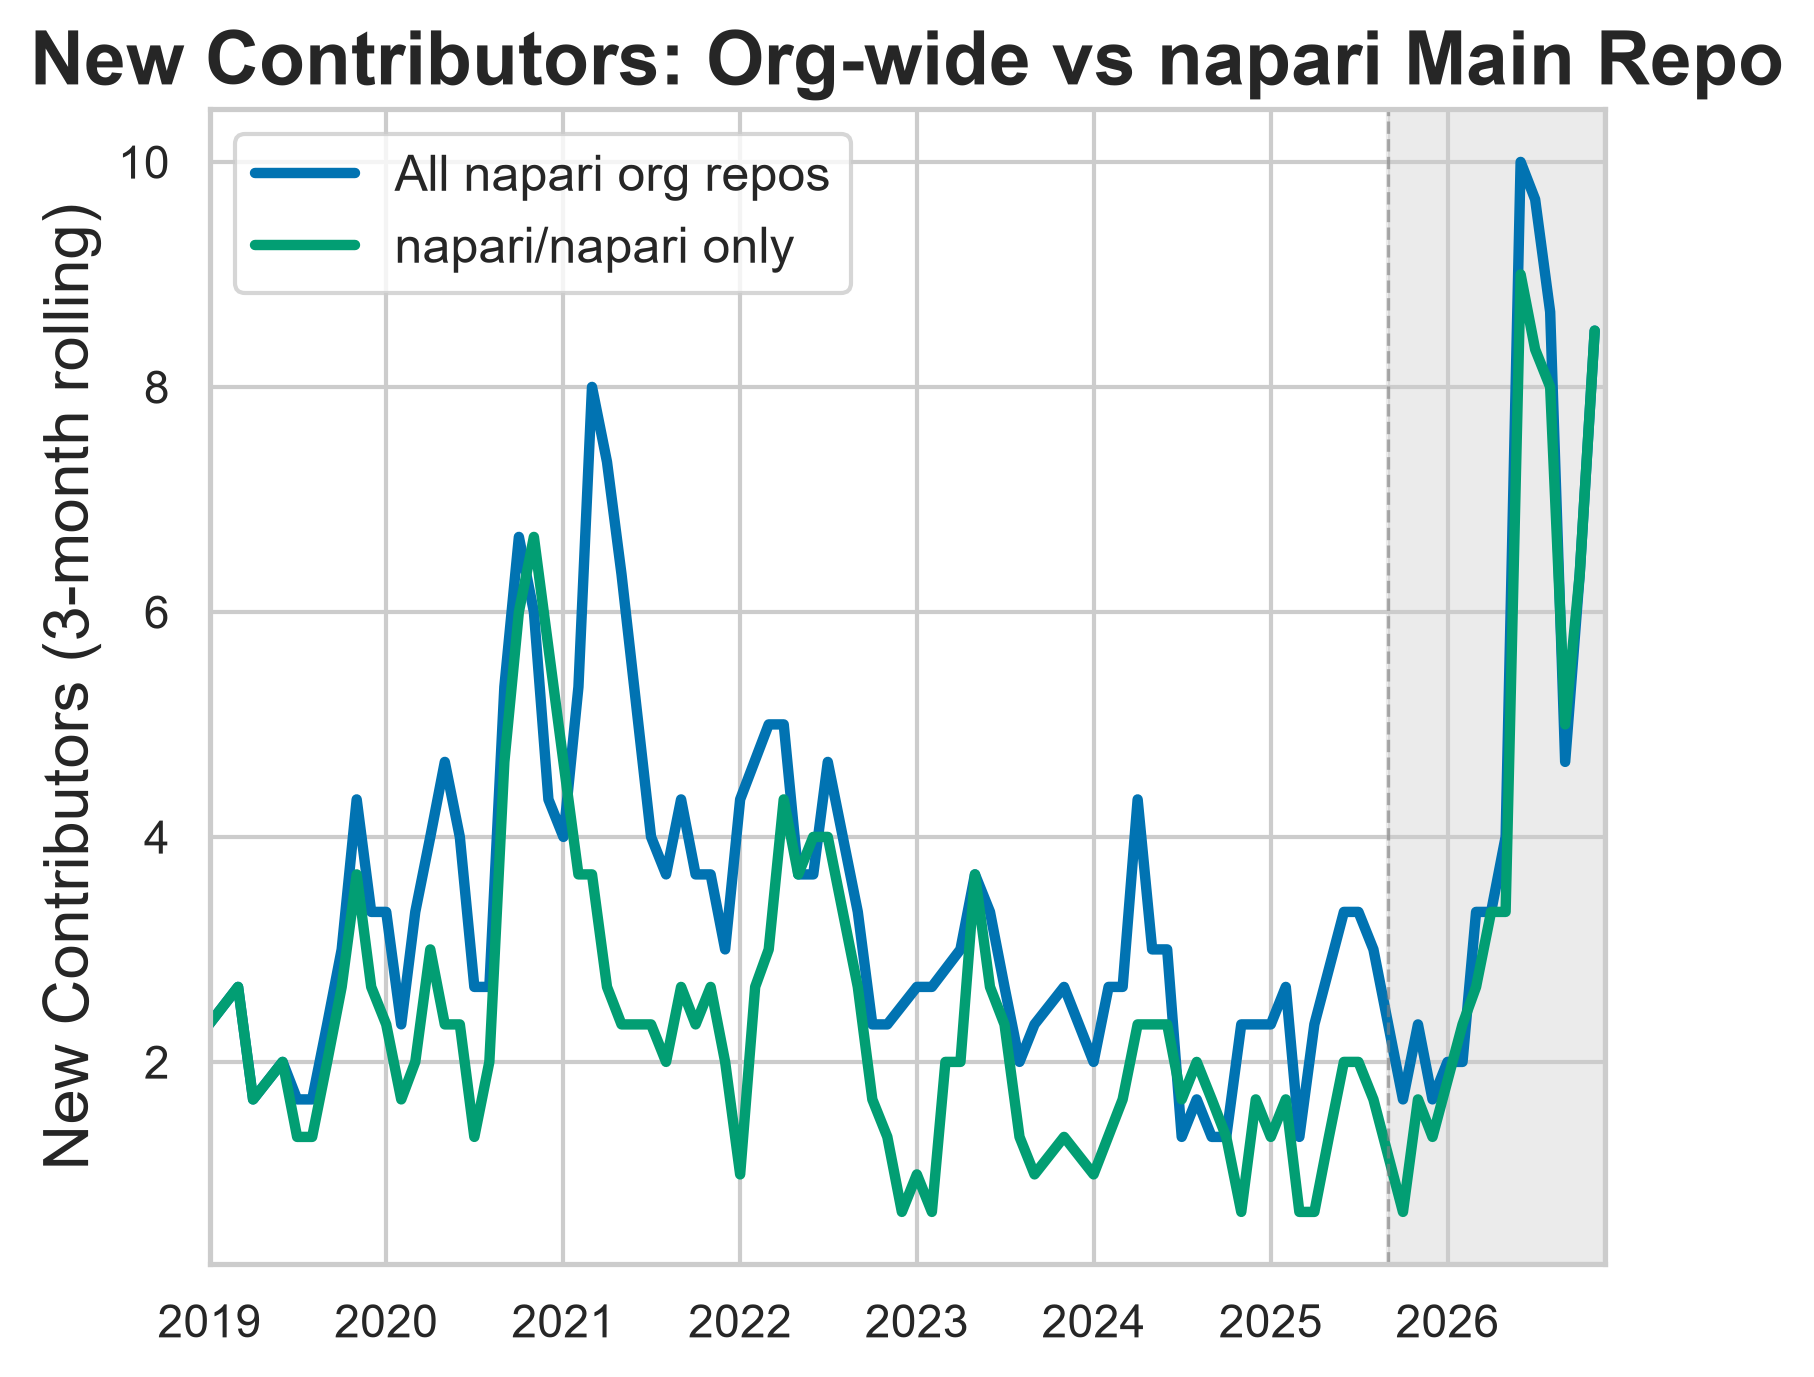 New Contributors: Org-wide vs napari Main Repo
New Contributors (3-month rolling)
10
8
6
4
2
All napari org repos
napari/napari only
2019 2020 2021 2022 2023 2024 2025 2026